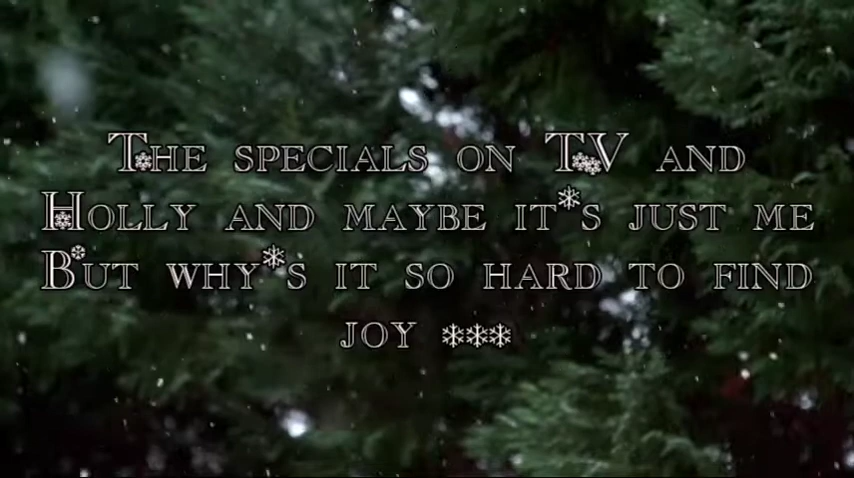 The specials on TV and
Holly and maybe it*s just me
But why*s it so hard to find
joy ***